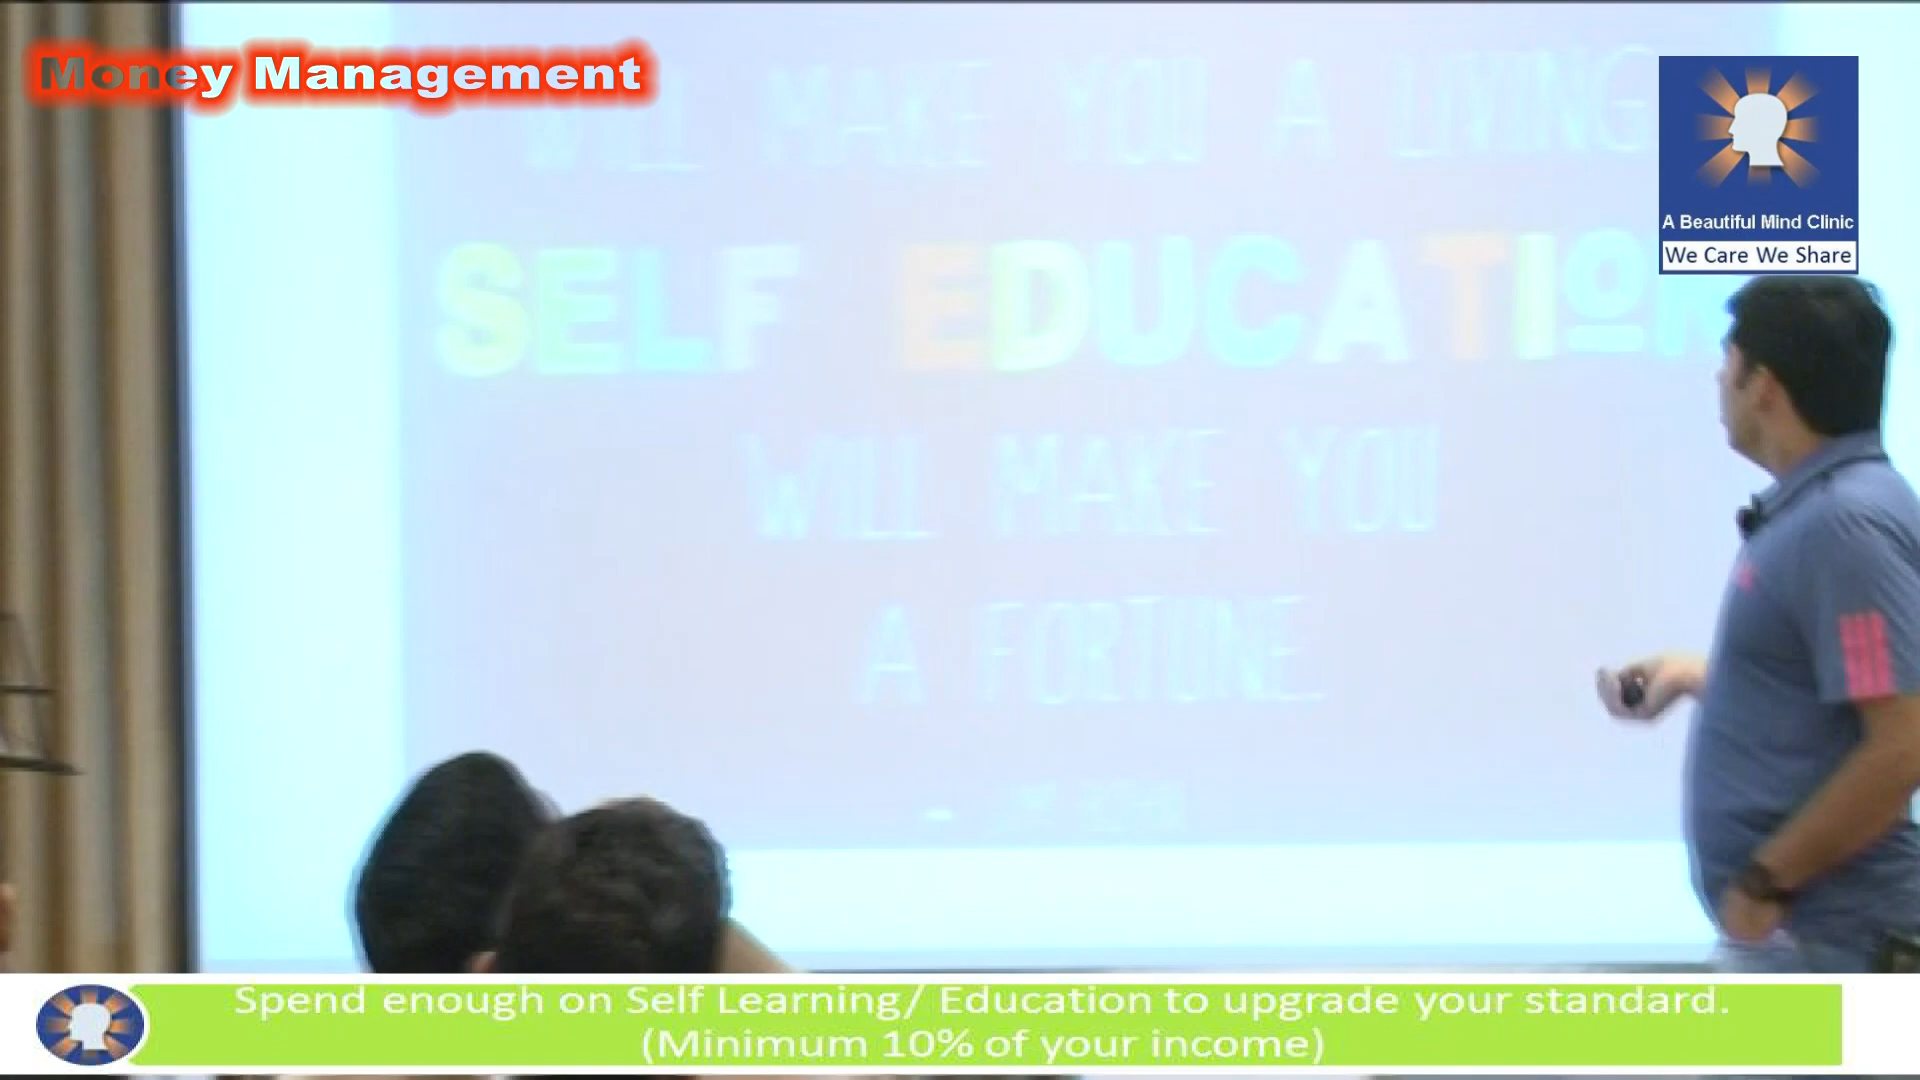 Money Management
WILL MAKE YOU A LIVING
A Beautiful Mind Clinic
We Care We Share
SELF EDUCATION
WILL MAKE YOU
A FORTUNE.
Spend enough on Self Learning/ Education to upgrade your standard.
(Minimum 10% of your income)